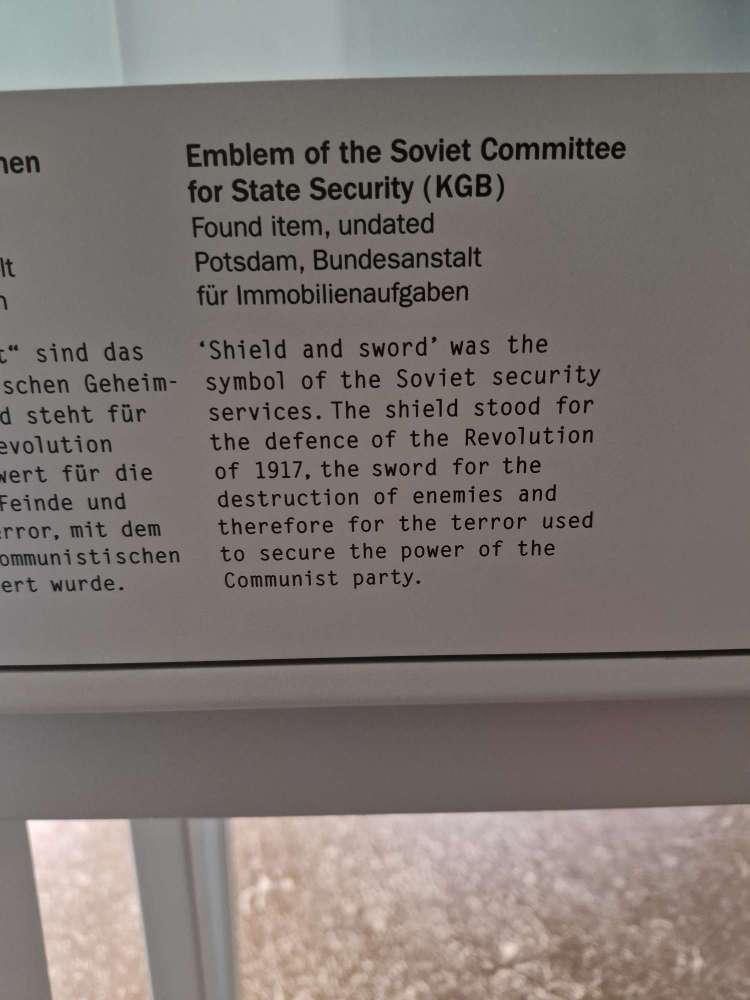 nen
lt
n
t“ sind das
schen Geheim-
d steht für
evolution
wert für die
Feinde und
error, mit dem
ommunistischen
ert wurde.
Emblem of the Soviet Committee
for State Security (KGB)
Found item, undated
Potsdam, Bundesanstalt
für Immobilienaufgaben
‘Shield and sword’ was the
symbol of the Soviet security
services. The shield stood for
the defence of the Revolution
of 1917, the sword for the
destruction of enemies and
therefore for the terror used
to secure the power of the
Communist party.